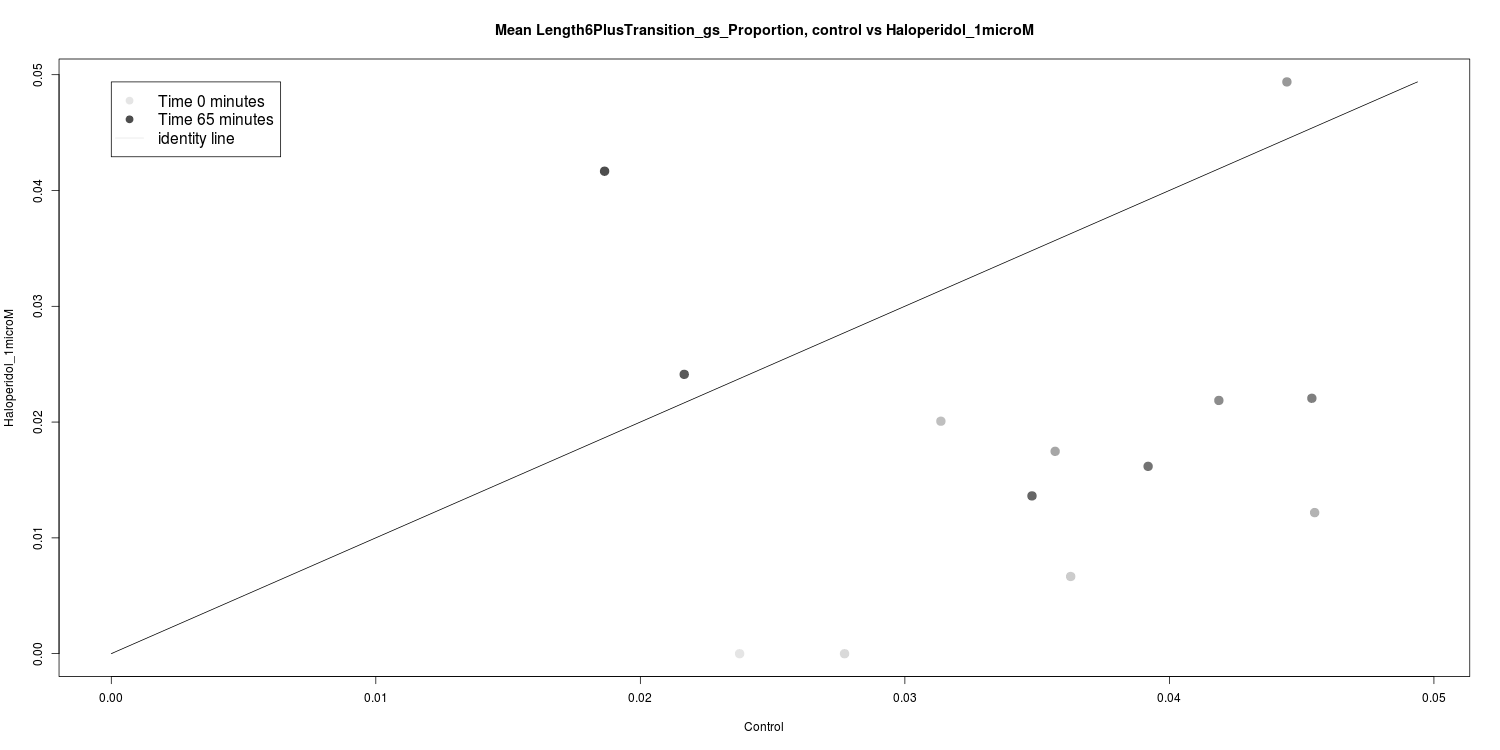 Mean Length6PlusTransition_gs_Proportion, control vs Haloperidol_1microM
Time 0 minutes
Time 65 minutes
identity line
Haloperidol_1microM
0.05
0.04
0.03
0.02
0.01
0.00
0.00 0.01 0.02 0.03 0.04 0.05
Control